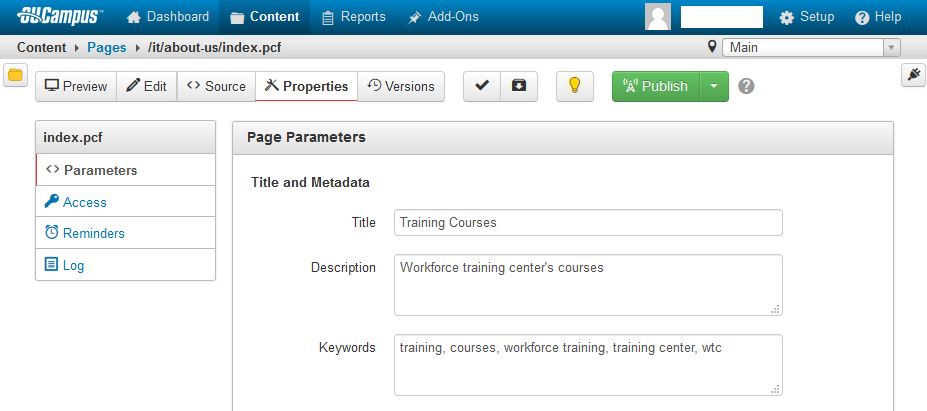 OUCampus™ Dashboard Content Reports Add-Ons Setup ? Help
Content Pages /it/about-us/index.pcf Main
Preview Edit <> Source Properties Versions Publish ?
index.pcf
<> Parameters
Access
Reminders
Log
Page Parameters
Title and Metadata
Title Training Courses
Description Workforce training center's courses
Keywords training, courses, workforce training, training center, wtc